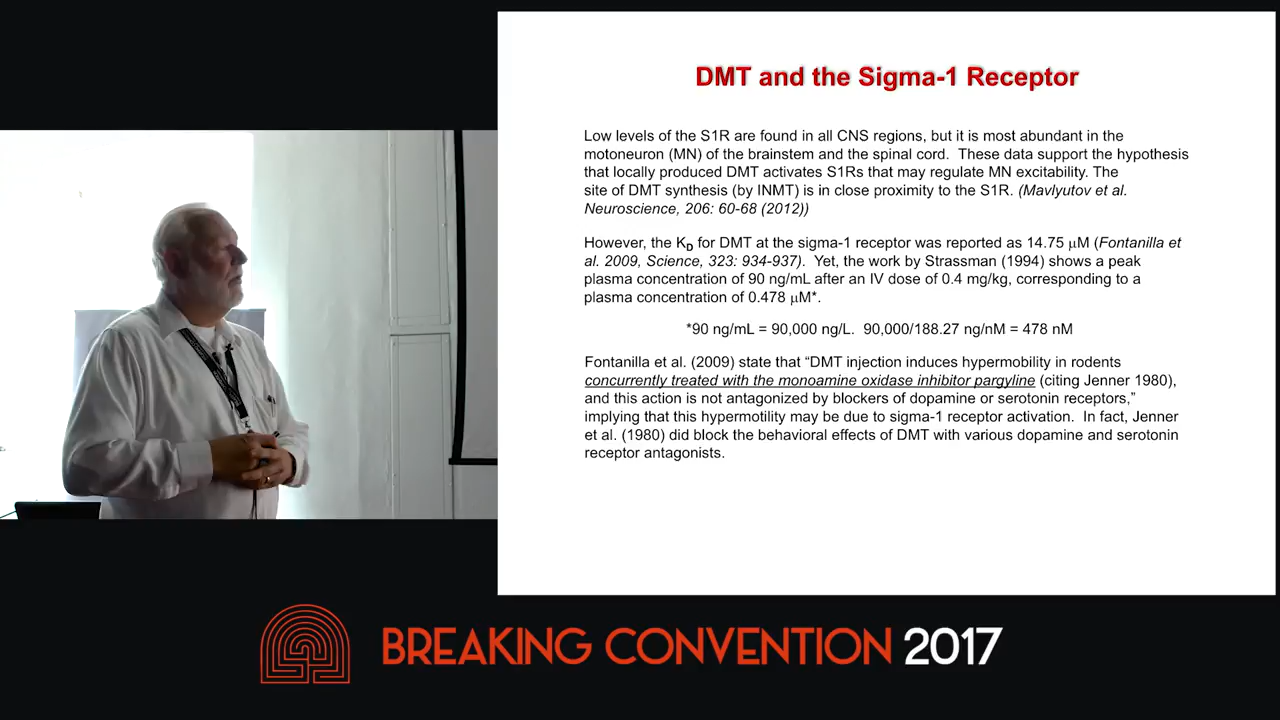 DMT and the Sigma-1 Receptor
Low levels of the S1R are found in all CNS regions, but it is most abundant in the
motoneuron (MN) of the brainstem and the spinal cord.  These data support the hypothesis
that locally produced DMT activates S1Rs that may regulate MN excitability. The
site of DMT synthesis (by INMT) is in close proximity to the S1R. (Mavlyutov et al.
Neuroscience, 206: 60-68 (2012))
However, the KD for DMT at the sigma-1 receptor was reported as 14.75 μM (Fontanilla et
al. 2009, Science, 323: 934-937).  Yet, the work by Strassman (1994) shows a peak
plasma concentration of 90 ng/mL after an IV dose of 0.4 mg/kg, corresponding to a
plasma concentration of 0.478 μM*.
*90 ng/mL = 90,000 ng/L.  90,000/188.27 ng/nM = 478 nM
Fontanilla et al. (2009) state that “DMT injection induces hypermobility in rodents
concurrently treated with the monoamine oxidase inhibitor pargyline (citing Jenner 1980),
and this action is not antagonized by blockers of dopamine or serotonin receptors,”
implying that this hypermotility may be due to sigma-1 receptor activation.  In fact, Jenner
et al. (1980) did block the behavioral effects of DMT with various dopamine and serotonin
receptor antagonists.
BREAKING CONVENTION 2017